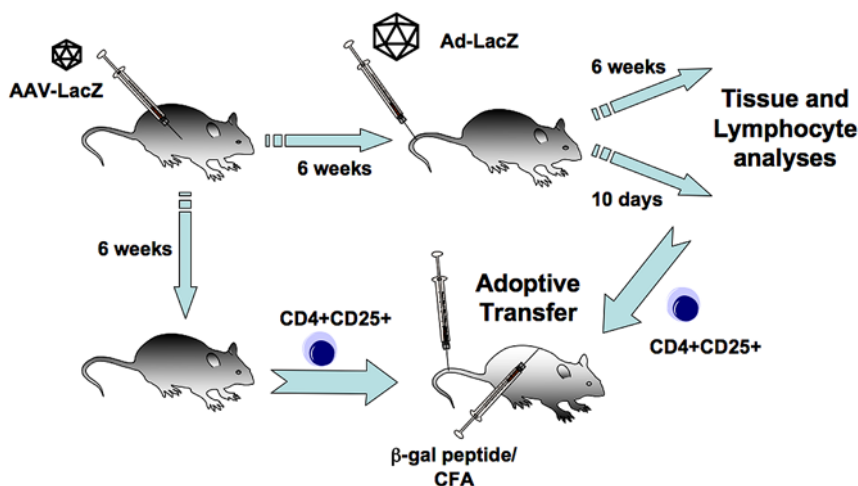 Ad-LacZ
AAV-LacZ
6 weeks
6 weeks
Tissue and
Lymphocyte
analyses
10 days
6 weeks
Adoptive
Transfer
CD4+CD25+
CD4+CD25+
β-gal peptide/
CFA